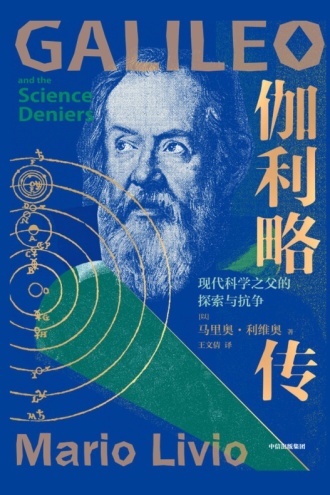 GALILEO
and the
Science
Deniers
伽利略传
现代科学之父的
探索与抗争
[以]
马里奥·利维奥 著
王文倩 译
Mario Livio
中信出版集团